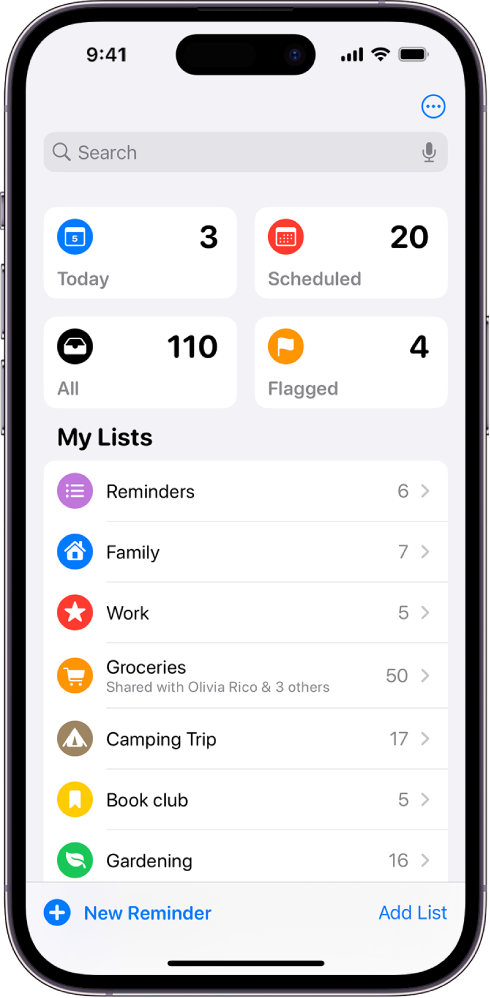 9:41
Search
5
3
Today
20
Scheduled
110
All
4
Flagged
My Lists
Reminders 6
Family 7
Work 5
Groceries 50
Shared with Olivia Rico & 3 others
Camping Trip 17
Book club 5
Gardening 16
New Reminder Add List